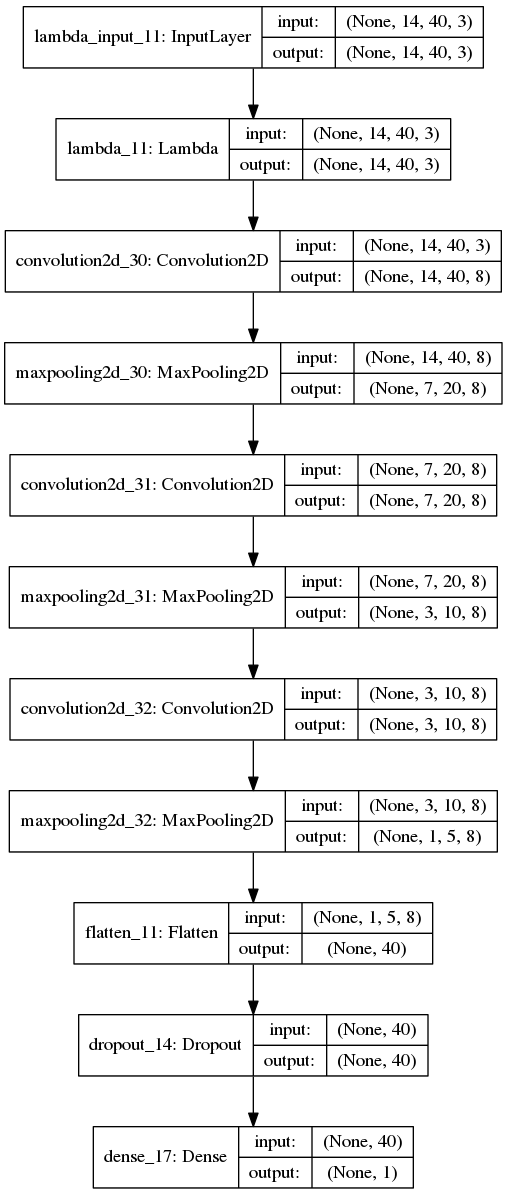 lambda_input_11: InputLayer
input: (None, 14, 40, 3)
output: (None, 14, 40, 3)
lambda_11: Lambda
input: (None, 14, 40, 3)
output: (None, 14, 40, 3)
convolution2d_30: Convolution2D
input: (None, 14, 40, 3)
output: (None, 14, 40, 8)
maxpooling2d_30: MaxPooling2D
input: (None, 14, 40, 8)
output: (None, 7, 20, 8)
convolution2d_31: Convolution2D
input: (None, 7, 20, 8)
output: (None, 7, 20, 8)
maxpooling2d_31: MaxPooling2D
input: (None, 7, 20, 8)
output: (None, 3, 10, 8)
convolution2d_32: Convolution2D
input: (None, 3, 10, 8)
output: (None, 3, 10, 8)
maxpooling2d_32: MaxPooling2D
input: (None, 3, 10, 8)
output: (None, 1, 5, 8)
flatten_11: Flatten
input: (None, 1, 5, 8)
output: (None, 40)
dropout_14: Dropout
input: (None, 40)
output: (None, 40)
dense_17: Dense
input: (None, 40)
output: (None, 1)